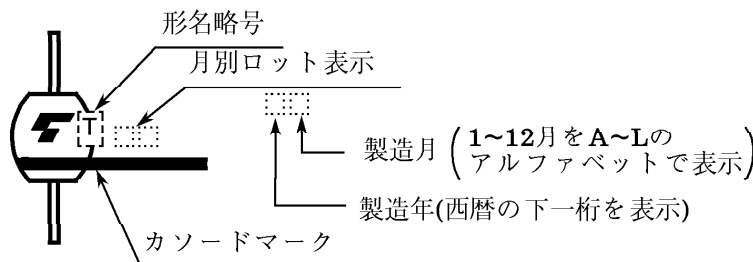 形名略号
月別ロット表示
T
製造月(1~12月をA~Lの
アルファベットで表示)
製造年(西暦の下一桁を表示)
カソードマーク